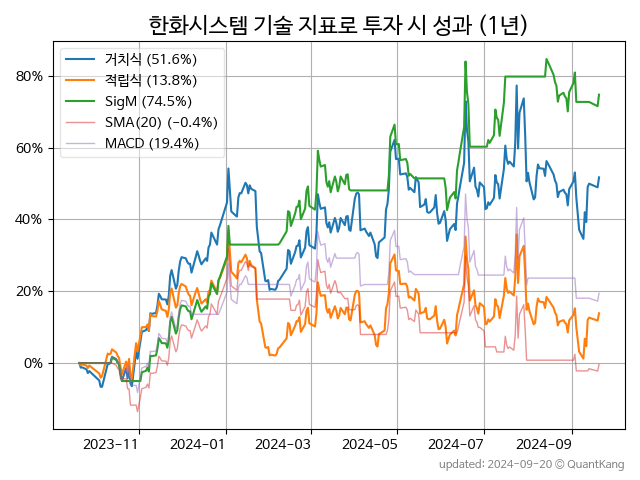 한화시스템 기술 지표로 투자 시 성과 (1년)
거치식 (51.6%)
적립식 (13.8%)
SigM (74.5%)
SMA(20) (−0.4%)
MACD (19.4%)
80%
60%
40%
20%
0%
2023−11 2024−01 2024−03 2024−05 2024−07 2024−09
updated: 2024−09−20 ⓒ QuantKang